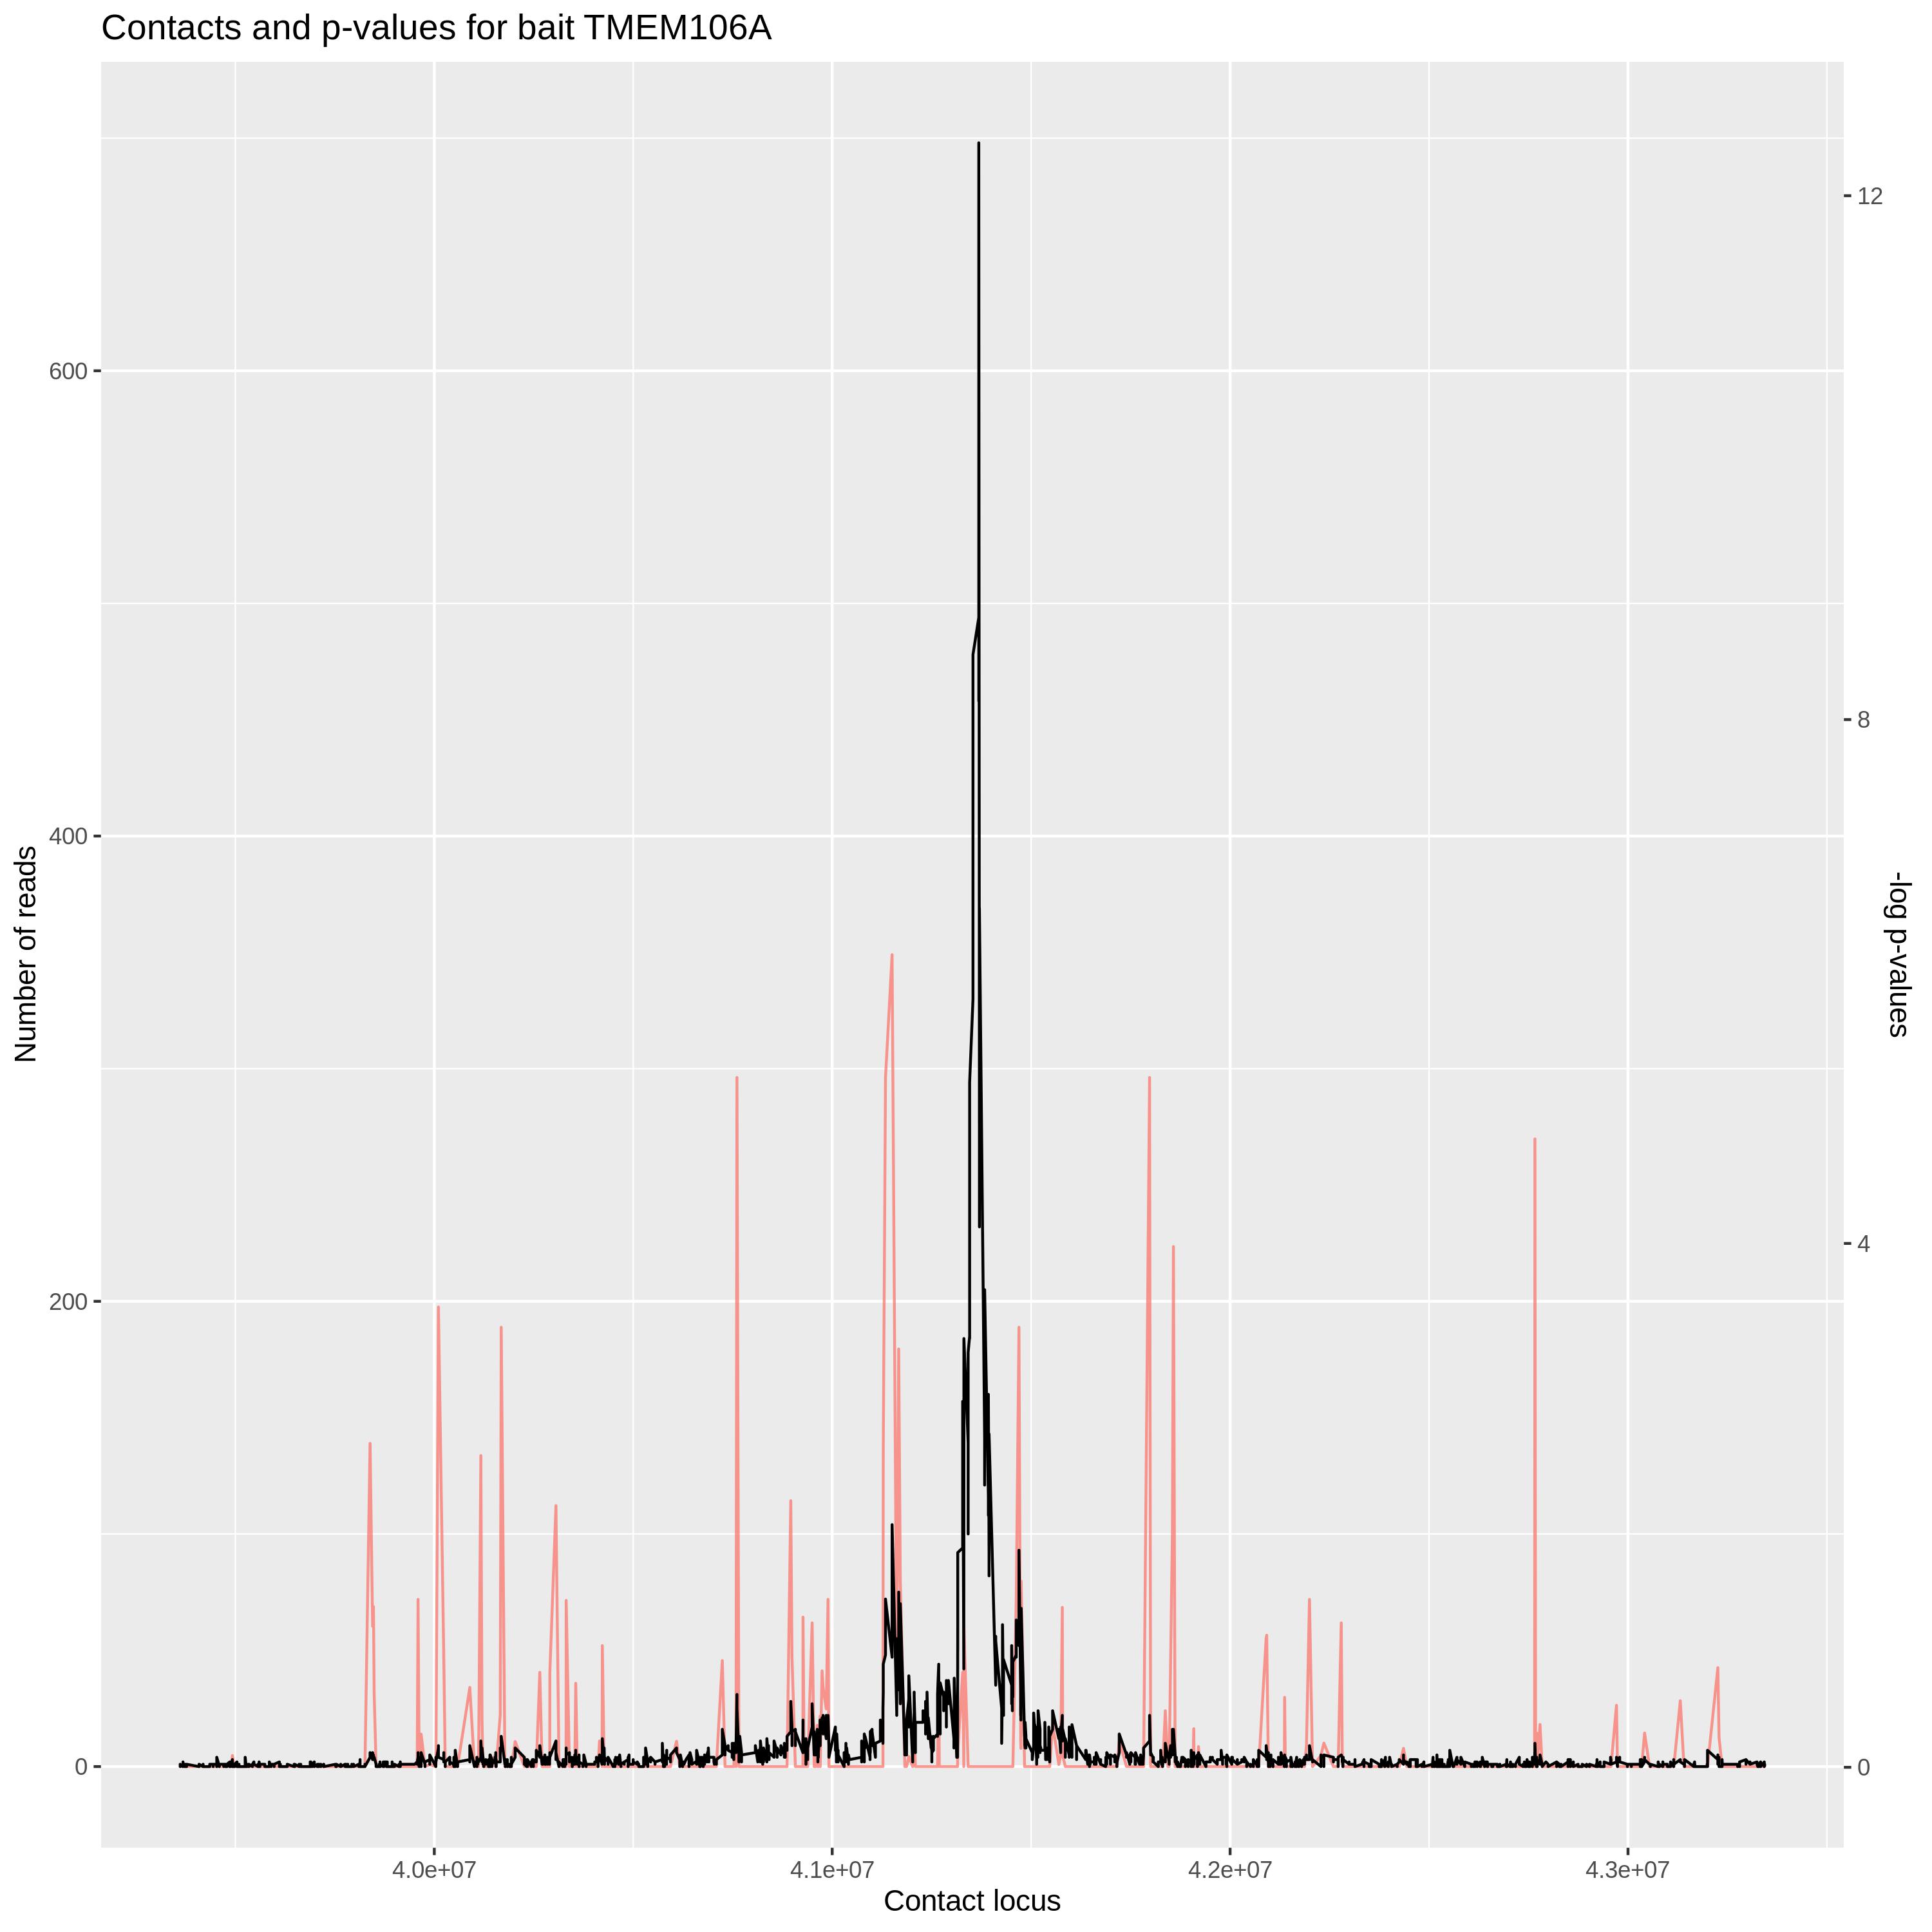 Contacts and p-values for bait TMEM106A
12
600
8
400
Number of reads
-log p-values
4
200
0
0
4.0e+07
4.1e+07
4.2e+07
4.3e+07
Contact locus